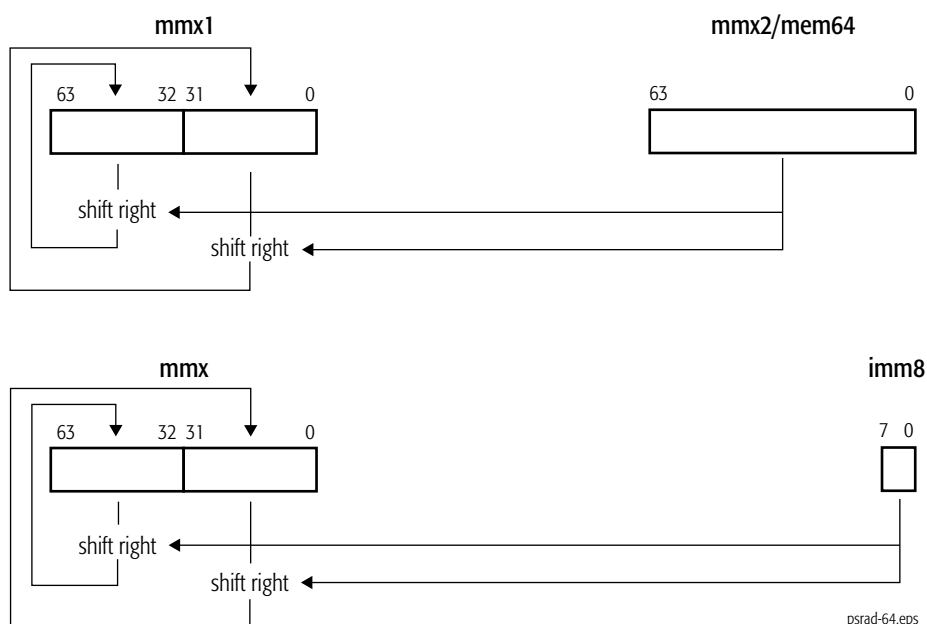 mmx1 mmx2/mem64
63 32 31 0 63 0
shift right
shift right
mmx imm8
63 32 31 0 7 0
shift right
shift right
psrad-64.eps